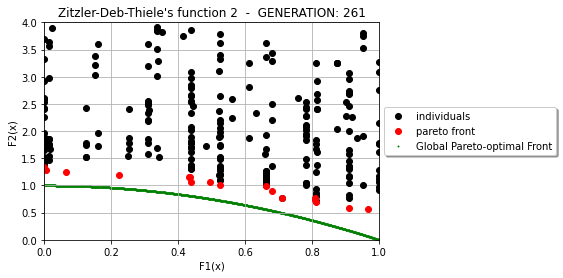 Zitzler-Deb-Thiele's function 2 - GENERATION: 261
4.0
3.5
3.0
2.5
2.0
1.5
1.0
0.5
0.0
F2(x)
0.0 0.2 0.4 0.6 0.8 1.0
F1(x)
individuals
pareto front
Global Pareto-optimal Front